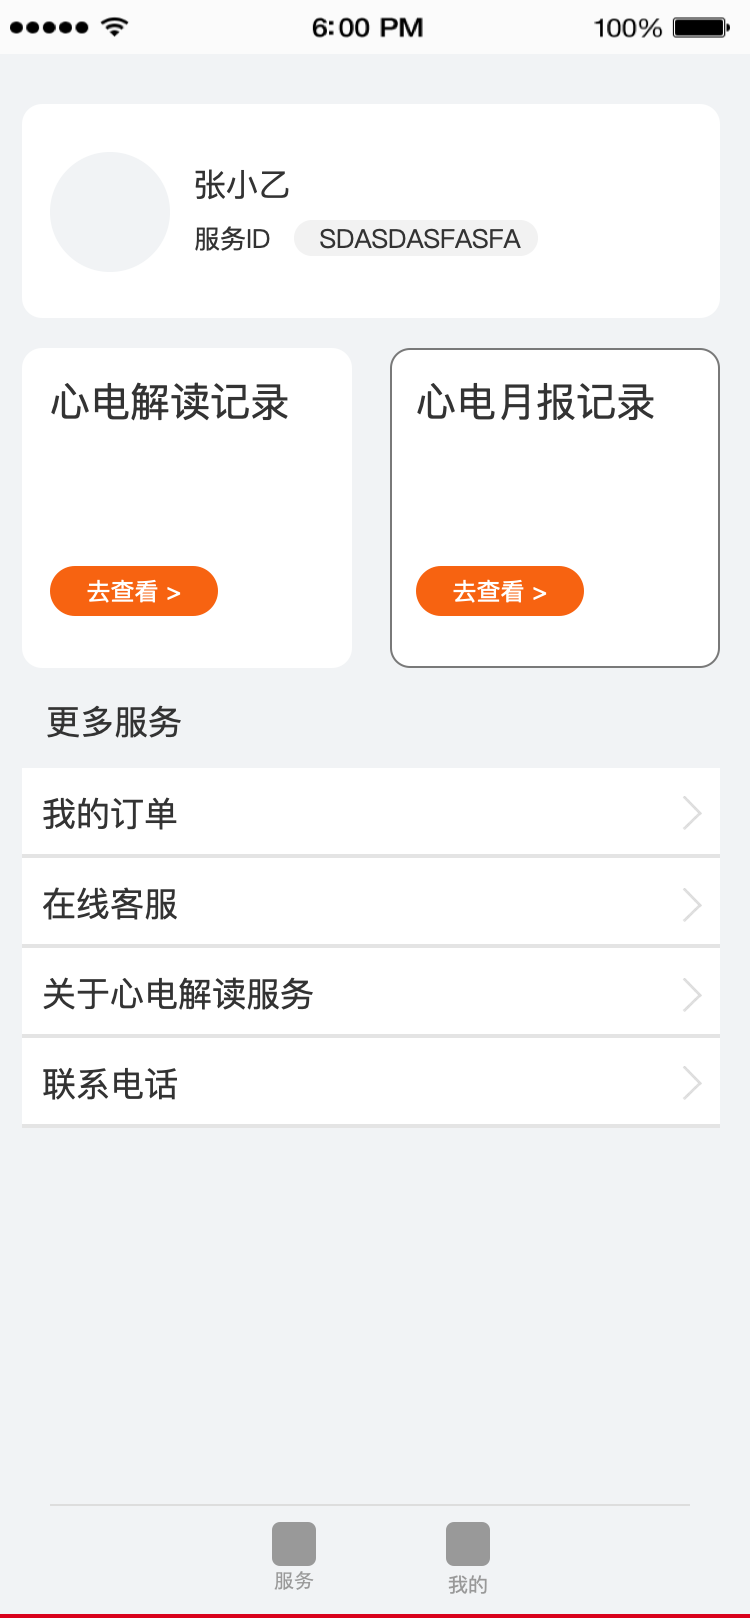 6:00 PM 100%
张小乙
服务ID SDASDASFASFA
心电解读记录 心电月报记录
去查看 > 去查看 >
更多服务
我的订单
在线客服
关于心电解读服务
联系电话
服务 我的